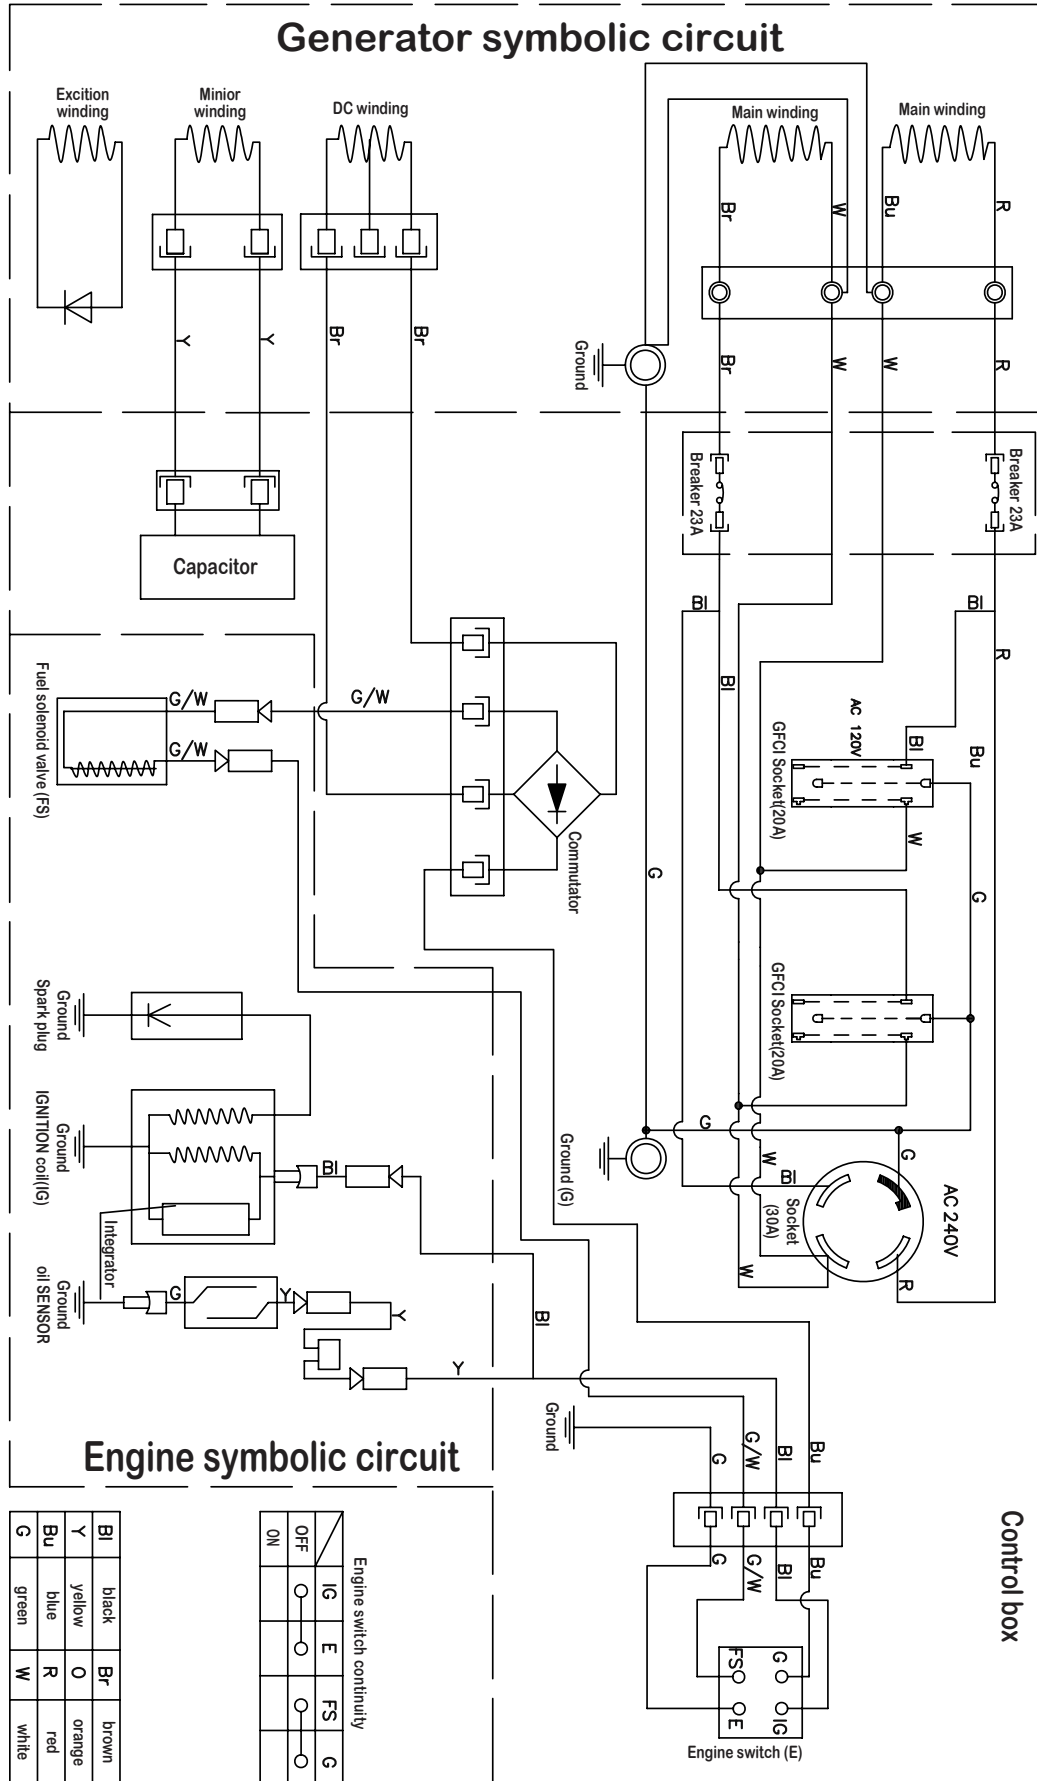 Generator symbolic circuit
Excition
winding
Minior
winding
DC winding
Main winding
Main winding
Br
W
Bu
R
Y
Y
Br
Br
Br
W
W
R
Ground
Breaker 23A
Breaker 23A
Capacitor
Bl
Bl
Bl
R
Fuel solenoid valve (FS)
G/W
G/W
G/W
Commutator
AC 120V
GFCI Socket(20A)
Bl
Bu
W
G
G
GFCI Socket(20A)
Ground
Spark plug
Ground
IGNITION coil(IG)
Bl
Integrator
Ground
oil SENSOR
G
Y
Y
Y
Bl
Ground (G)
G
G
W
Bl
W
R
Socket
(30A)
AC 240V
Ground
G
G/W
Bl
Bu
G
G/W
Bl
Bu
FS
G
E
IG
Engine switch (E)
Control box
Engine symbolic circuit
Engine switch continuity
IG E FS G
OFF
ON
Bl black Br brown
Y yellow O orange
Bu blue R red
G green W white